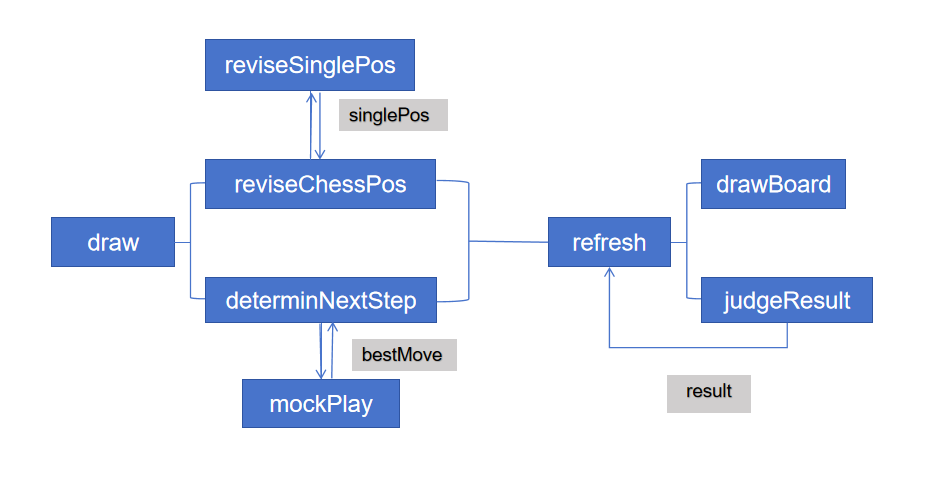 reviseSinglePos
singlePos
reviseChessPos
drawBoard
draw
refresh
determinNextStep
judgeResult
bestMove
mockPlay
result